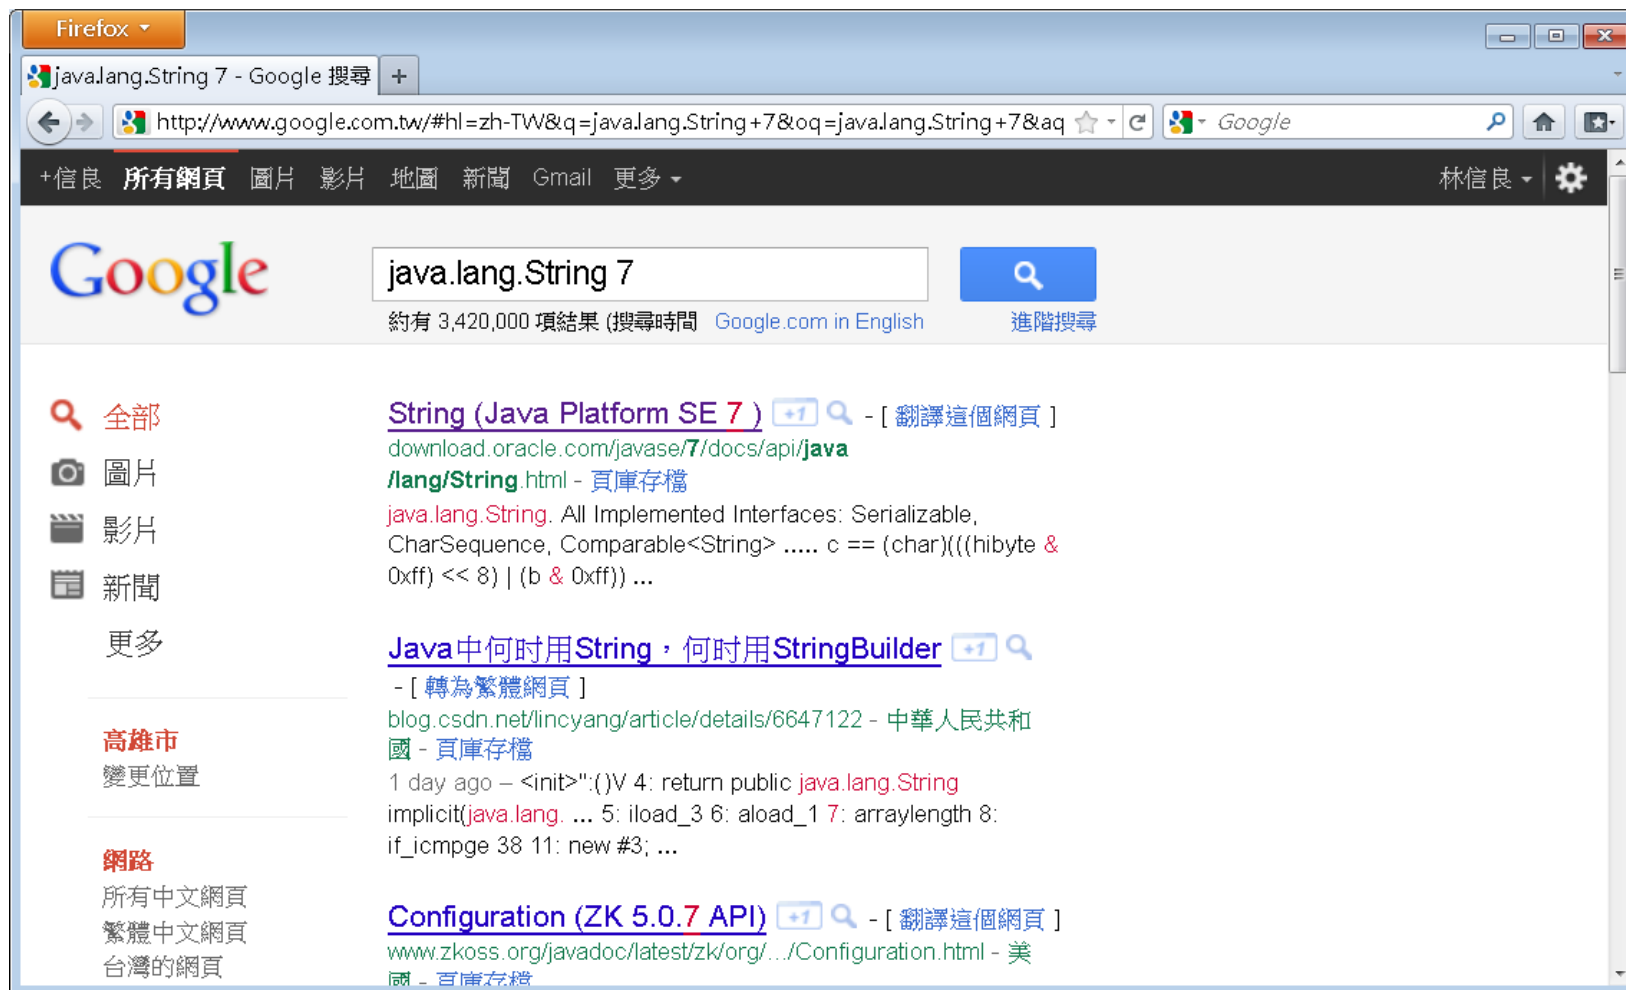 Firefox
java.lang.String 7 - Google 搜尋
http://www.google.com.tw/#hl=zh-TW&q=java.lang.String+7&oq=java.lang.String+7&aq
Google
+信良 所有網頁 圖片 影片 地圖 新聞 Gmail 更多
林信良
Google
java.lang.String 7
約有 3,420,000 項結果 (搜尋時間 Google.com in English 進階搜尋
全部
圖片
影片
新聞
更多
高雄市
變更位置
網路
所有中文網頁
繁體中文網頁
台灣的網頁
String (Java Platform SE 7 ) +1 - [ 翻譯這個網頁 ]
download.oracle.com/javase/7/docs/api/java
/lang/String.html - 頁庫存檔
java.lang.String. All Implemented Interfaces: Serializable,
CharSequence, Comparable<String> ..... c == (char)(((hibyte &
0xff) << 8) | (b & 0xff)) ...
Java中何时用String，何时用StringBuilder +1
- [ 轉為繁體網頁 ]
blog.csdn.net/lincyang/article/details/6647122 - 中華人民共和
國 - 頁庫存檔
1 day ago – <init>":()V 4: return public java.lang.String
implicit(java.lang. ... 5: iload_3 6: aload_1 7: arraylength 8:
if_icmpge 38 11: new #3; ...
Configuration (ZK 5.0.7 API) +1 - [ 翻譯這個網頁 ]
www.zkoss.org/javadoc/latest/zk/org/.../Configuration.html - 美
國 - 頁庫存檔